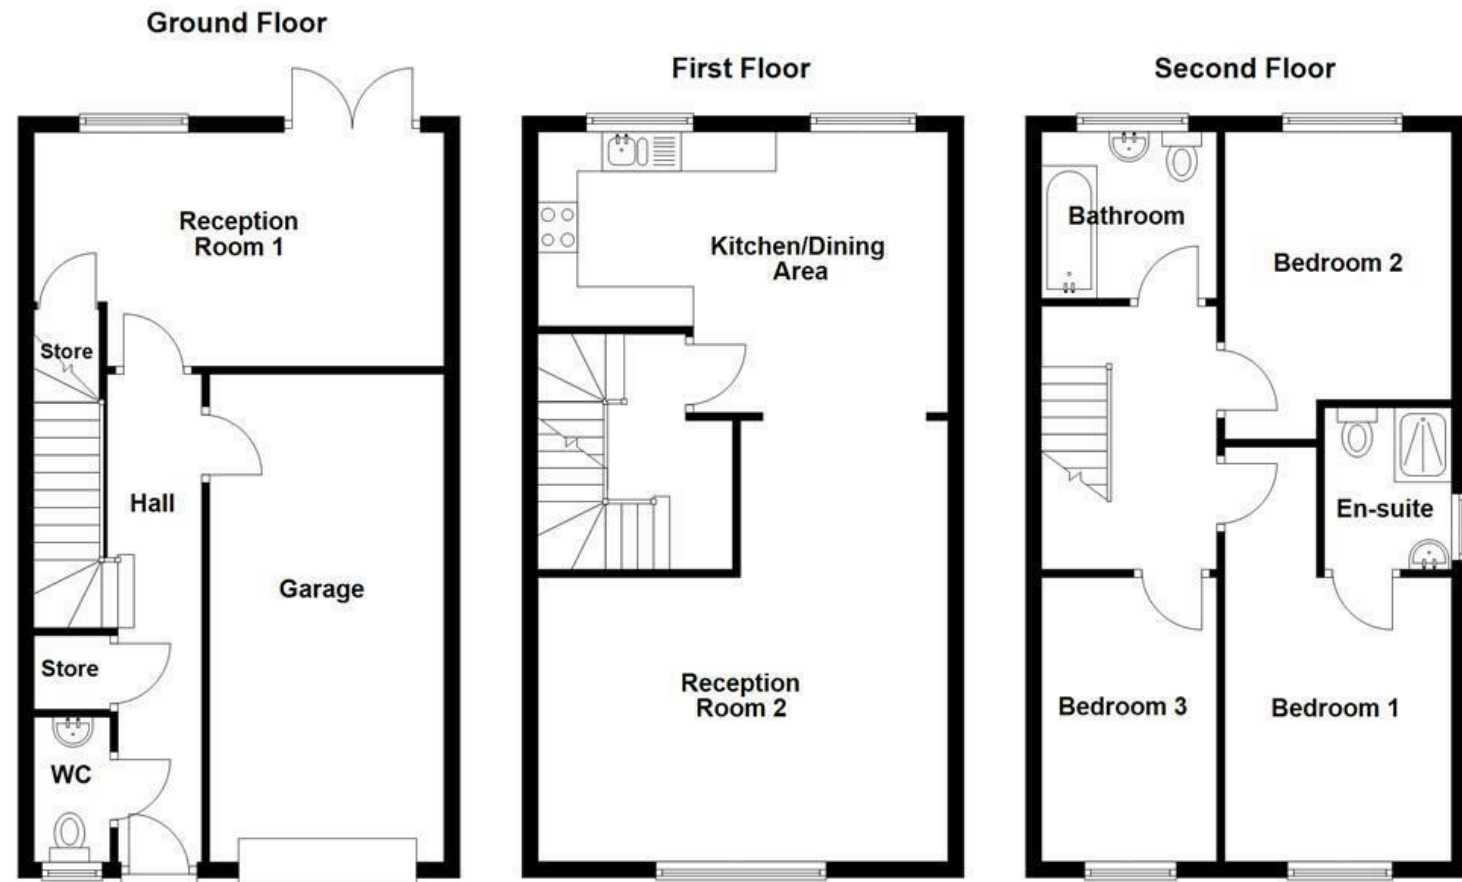 Ground Floor
Reception
Room 1
Store
Hall
Garage
Store
WC
First Floor
Kitchen/Dining
Area
Reception
Room 2
Second Floor
Bathroom
Bedroom 2
En-suite
Bedroom 3
Bedroom 1